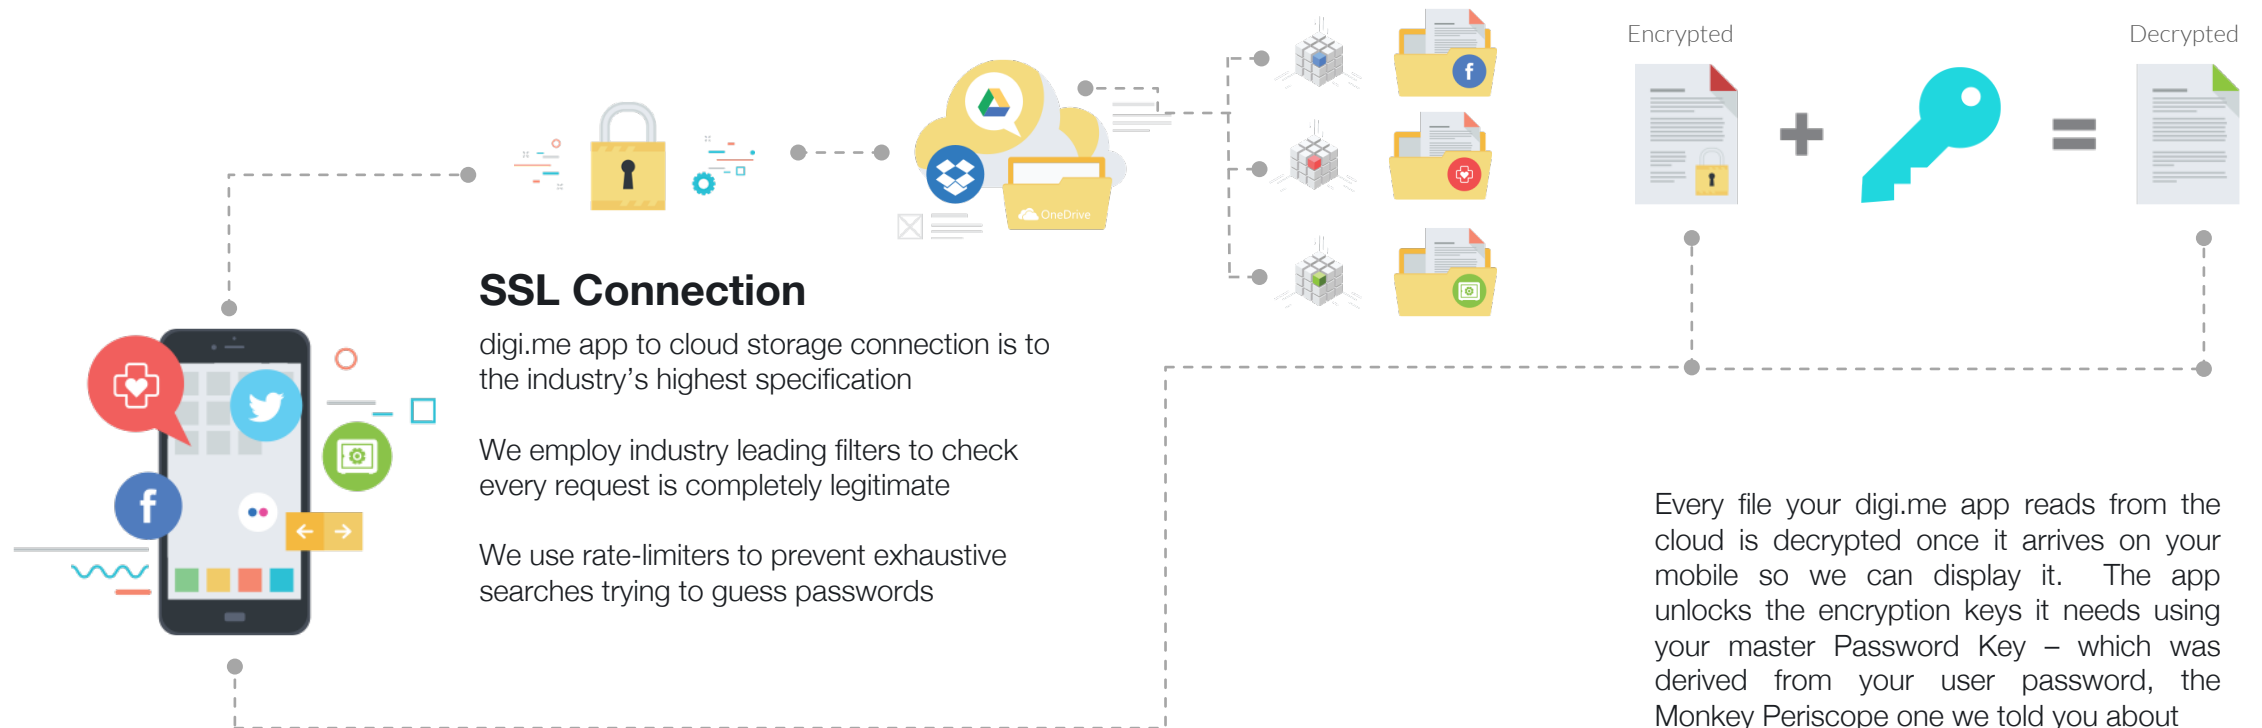 Encrypted
Decrypted
OneDrive
SSL Connection
digi.me app to cloud storage connection is to
the industry's highest specification
We employ industry leading filters to check
every request is completely legitimate
We use rate-limiters to prevent exhaustive
searches trying to guess passwords
Every file your digi.me app reads from the
cloud is decrypted once it arrives on your
mobile so we can display it. The app
unlocks the encryption keys it needs using
your master Password Key – which was
derived from your user password, the
Monkey Periscope one we told you about